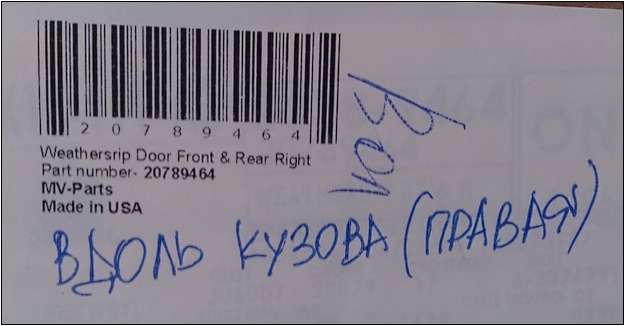 20789464
Weathersrip Door Front & Rear Right
Part number- 20789464
MV-Parts
Made in USA
ВДОЛЬ КУЗОВА (ПРАВАЯ)